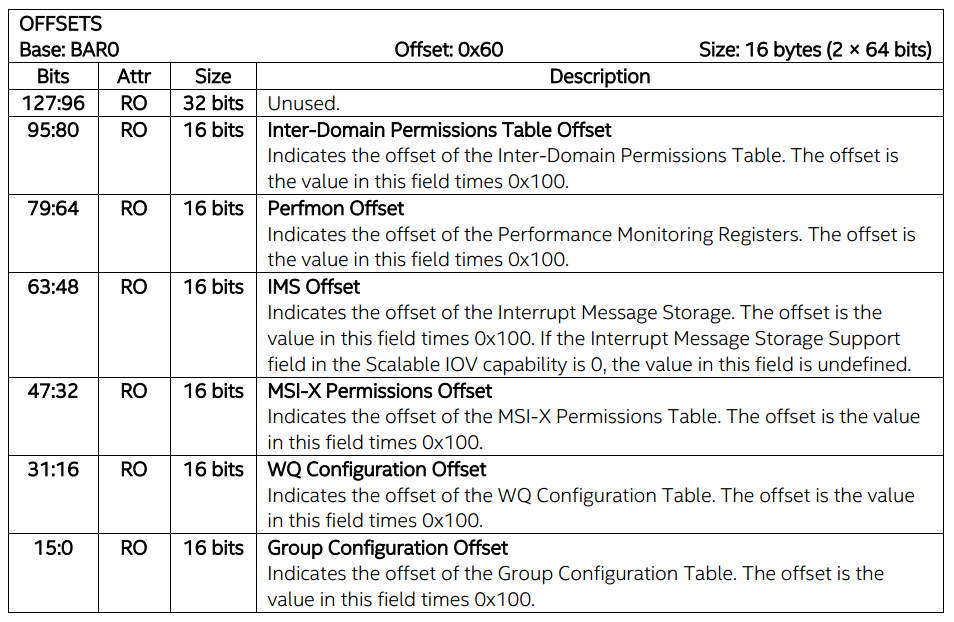 OFFSETS
Base: BAR0 Offset: 0x60 Size: 16 bytes (2 × 64 bits)
Bits Attr Size Description
127:96 RO 32 bits Unused.
95:80 RO 16 bits Inter-Domain Permissions Table Offset
Indicates the offset of the Inter-Domain Permissions Table. The offset is
the value in this field times 0x100.
79:64 RO 16 bits Perfmon Offset
Indicates the offset of the Performance Monitoring Registers. The offset is
the value in this field times 0x100.
63:48 RO 16 bits IMS Offset
Indicates the offset of the Interrupt Message Storage. The offset is the
value in this field times 0x100. If the Interrupt Message Storage Support
field in the Scalable IOV capability is 0, the value in this field is undefined.
47:32 RO 16 bits MSI-X Permissions Offset
Indicates the offset of the MSI-X Permissions Table. The offset is the value
in this field times 0x100.
31:16 RO 16 bits WQ Configuration Offset
Indicates the offset of the WQ Configuration Table. The offset is the value
in this field times 0x100.
15:0 RO 16 bits Group Configuration Offset
Indicates the offset of the Group Configuration Table. The offset is the
value in this field times 0x100.